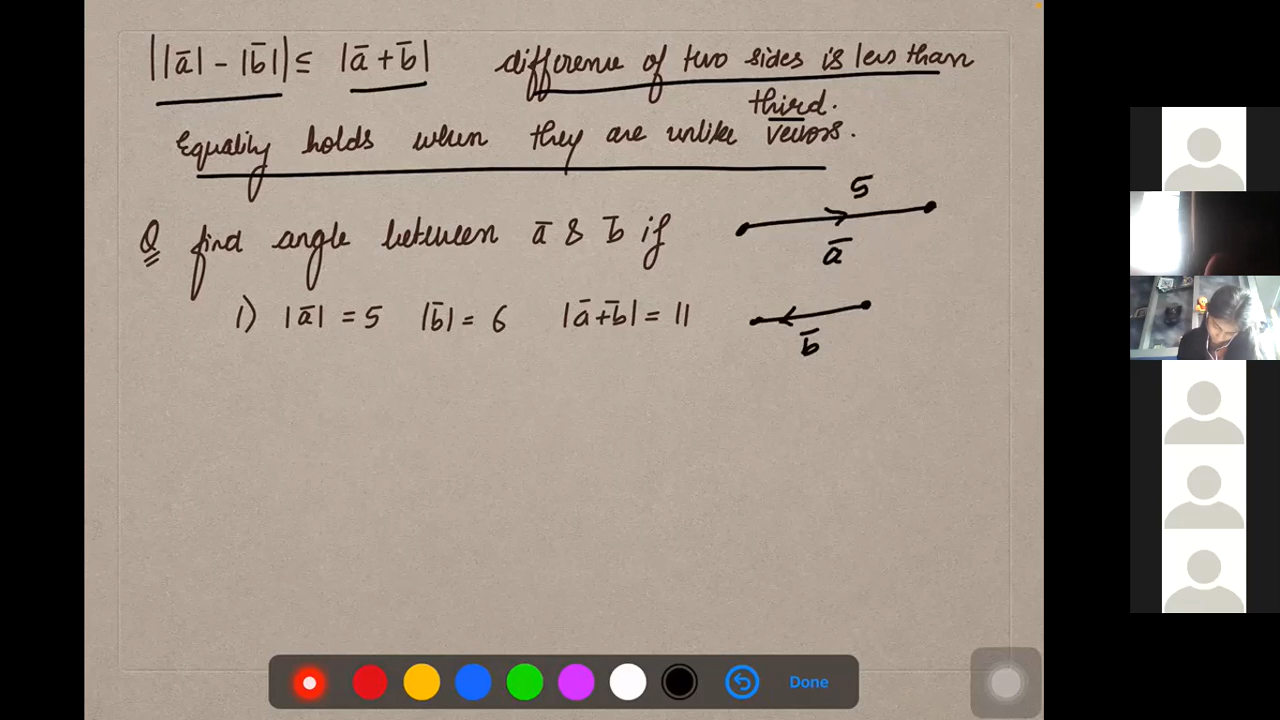 ||ā| - |b̄|| ≤ |ā + b̄| difference of two sides is less than
third.
Equality holds when they are unlike vectors.
Q find angle between ā & b̄ if
1) |ā| = 5 |b̄| = 6 |ā+b̄| = 11
5
ā
b̄
Done